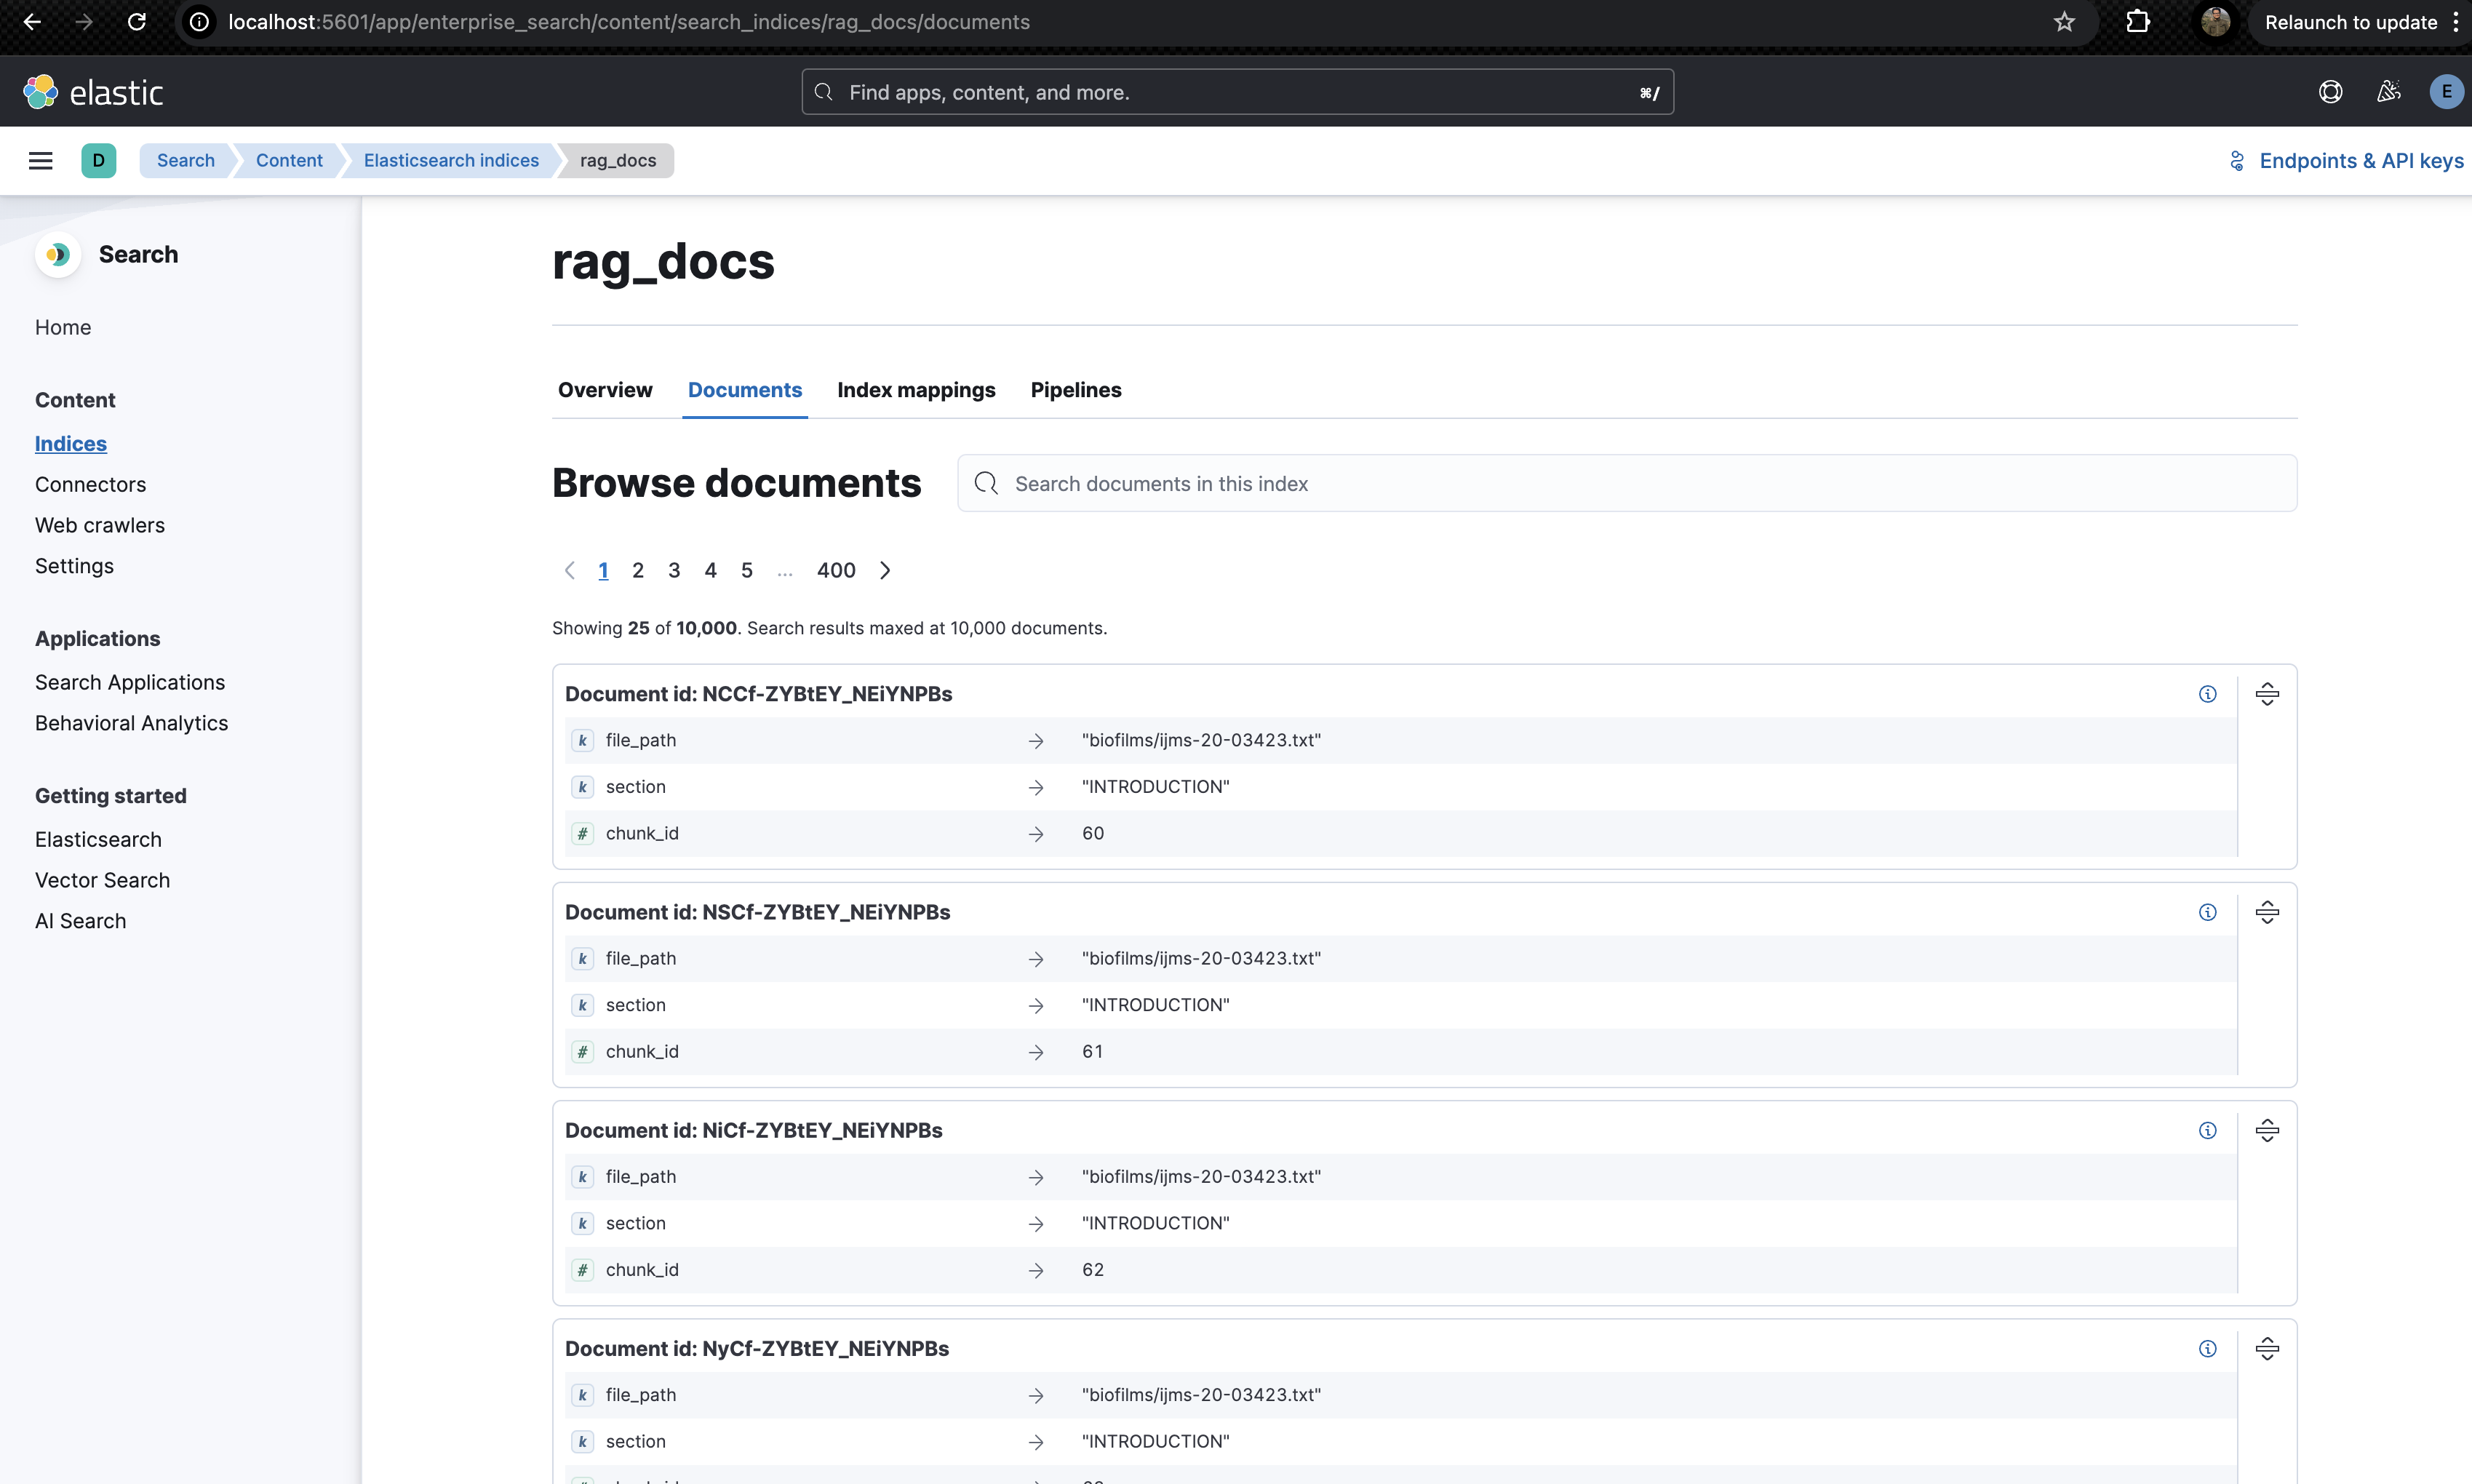 localhost:5601/app/enterprise_search/content/search_indices/rag_docs/documents
Relaunch to update
elastic
Find apps, content, and more.
⌘/
E
D
Search
Content
Elasticsearch indices
rag_docs
Endpoints & API keys
Search
Home
Content
Indices
Connectors
Web crawlers
Settings
Applications
Search Applications
Behavioral Analytics
Getting started
Elasticsearch
Vector Search
AI Search
rag_docs
Overview Documents Index mappings Pipelines
Browse documents
Search documents in this index
1 2 3 4 5 ... 400
Showing 25 of 10,000. Search results maxed at 10,000 documents.
Document id: NCCf-ZYBtEY_NEiYNPBs
k file_path → "biofilms/ijms-20-03423.txt"
k section → "INTRODUCTION"
# chunk_id → 60
Document id: NSCf-ZYBtEY_NEiYNPBs
k file_path → "biofilms/ijms-20-03423.txt"
k section → "INTRODUCTION"
# chunk_id → 61
Document id: NiCf-ZYBtEY_NEiYNPBs
k file_path → "biofilms/ijms-20-03423.txt"
k section → "INTRODUCTION"
# chunk_id → 62
Document id: NyCf-ZYBtEY_NEiYNPBs
k file_path → "biofilms/ijms-20-03423.txt"
k section → "INTRODUCTION"